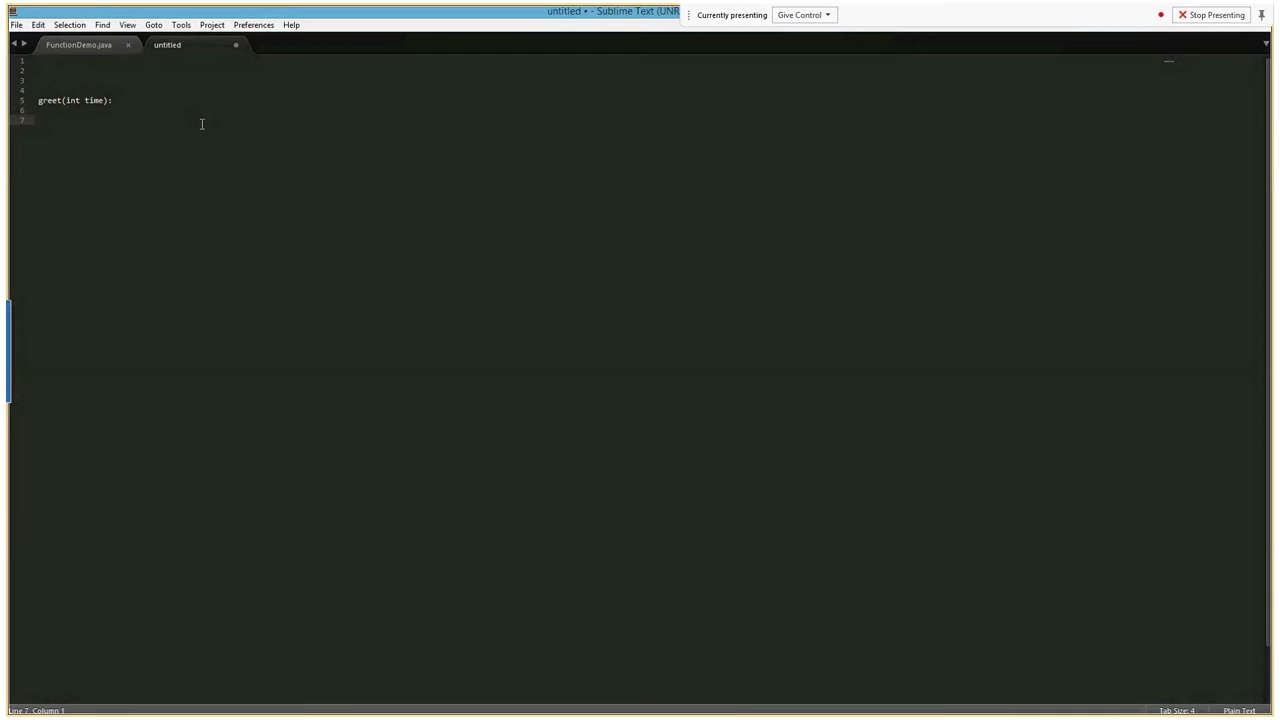 untitled • - Sublime Text (UNR
Currently presenting
Give Control
Stop Presenting
File Edit Selection Find View Goto Tools Project Preferences Help
FunctionDemo.java
untitled
1
2
3
4
5 greet(int time):
6
7
Line 7, Column 1
Tab Size: 4
Plain Text